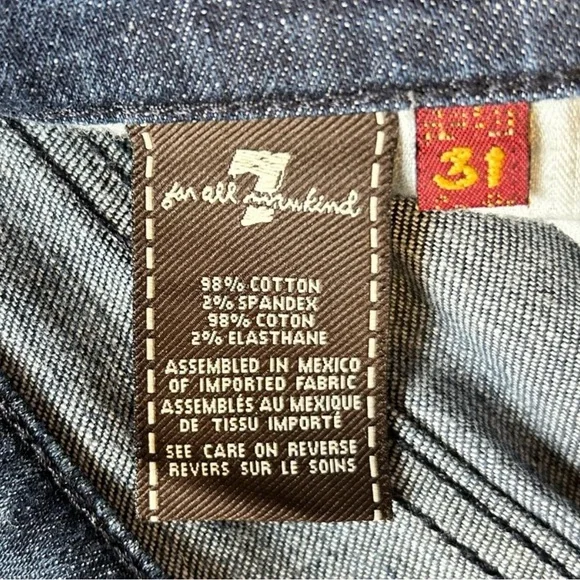 7
for all mankind
31
98% COTTON
2% SPANDEX
98% COTON
2% ELASTHANE
ASSEMBLED IN MEXICO
OF IMPORTED FABRIC
ASSEMBLÉS AU MEXIQUE
DE TISSU IMPORTÉ
SEE CARE ON REVERSE
REVERS SUR LE SOINS